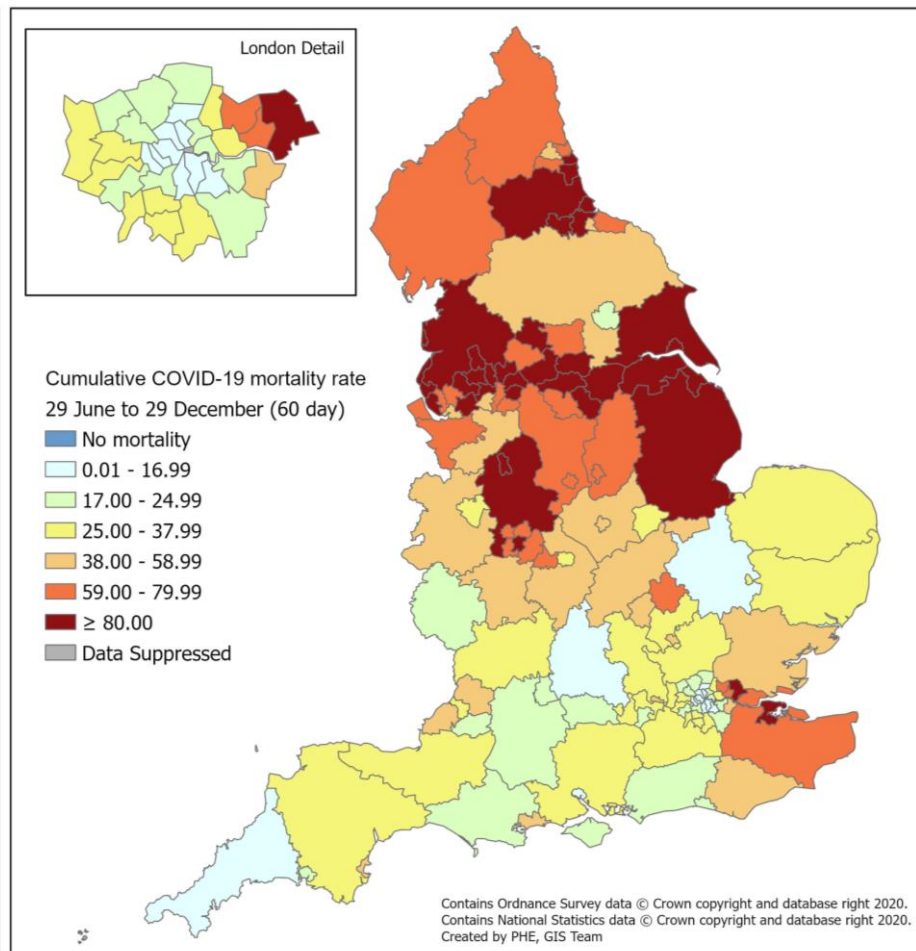 London Detail
Cumulative COVID-19 mortality rate
29 June to 29 December (60 day)
No mortality
0.01 - 16.99
17.00 - 24.99
25.00 - 37.99
38.00 - 58.99
59.00 - 79.99
≥ 80.00
Data Suppressed
Contains Ordnance Survey data © Crown copyright and database right 2020.
Contains National Statistics data © Crown copyright and database right 2020.
Created by PHE, GIS Team